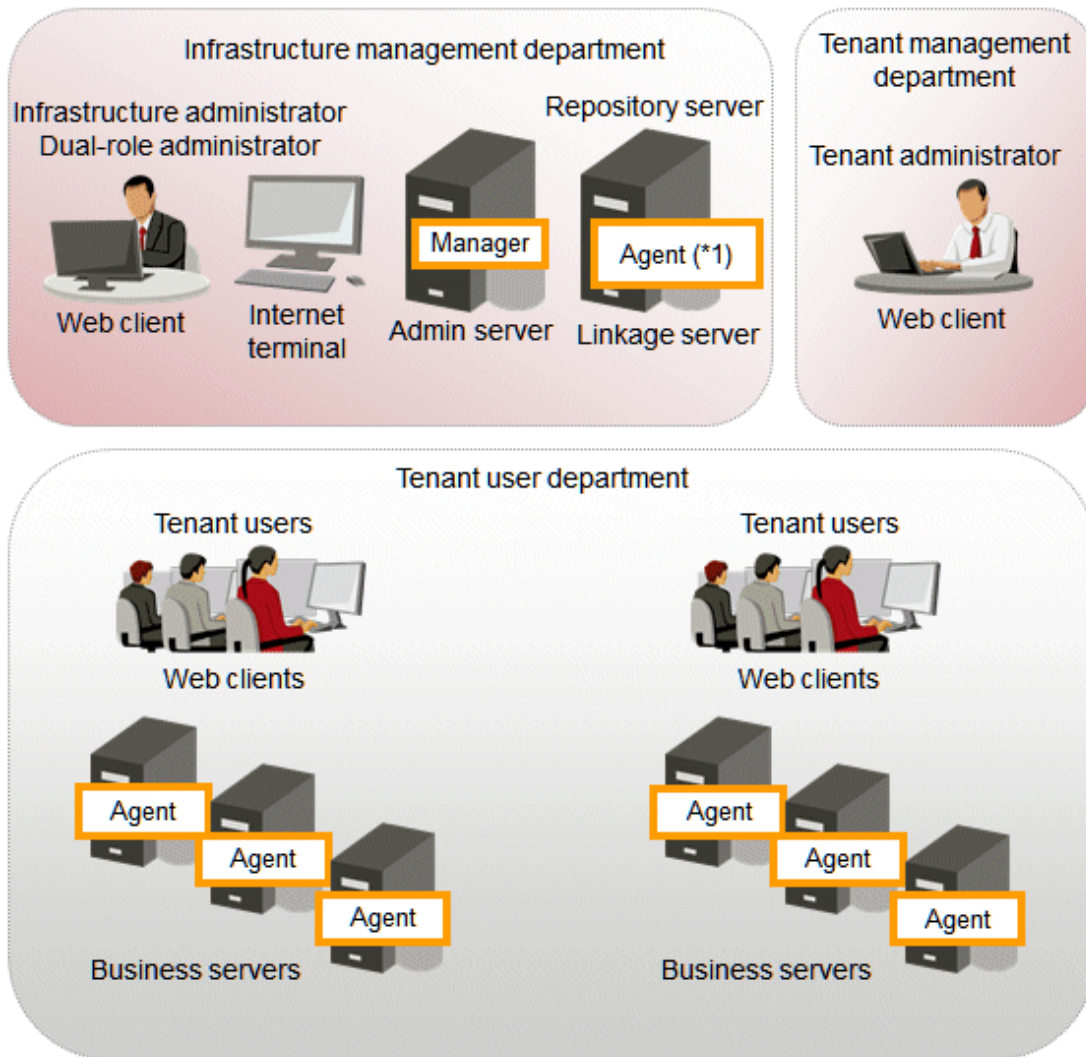 Infrastructure management department
Infrastructure administrator
Dual-role administrator
Web client
Internet
terminal
Manager
Admin server
Repository server
Agent (*1)
Linkage server
Tenant management
department
Tenant administrator
Web client
Tenant user department
Tenant users
Web clients
Agent
Agent
Agent
Business servers
Tenant users
Web clients
Agent
Agent
Agent
Business servers